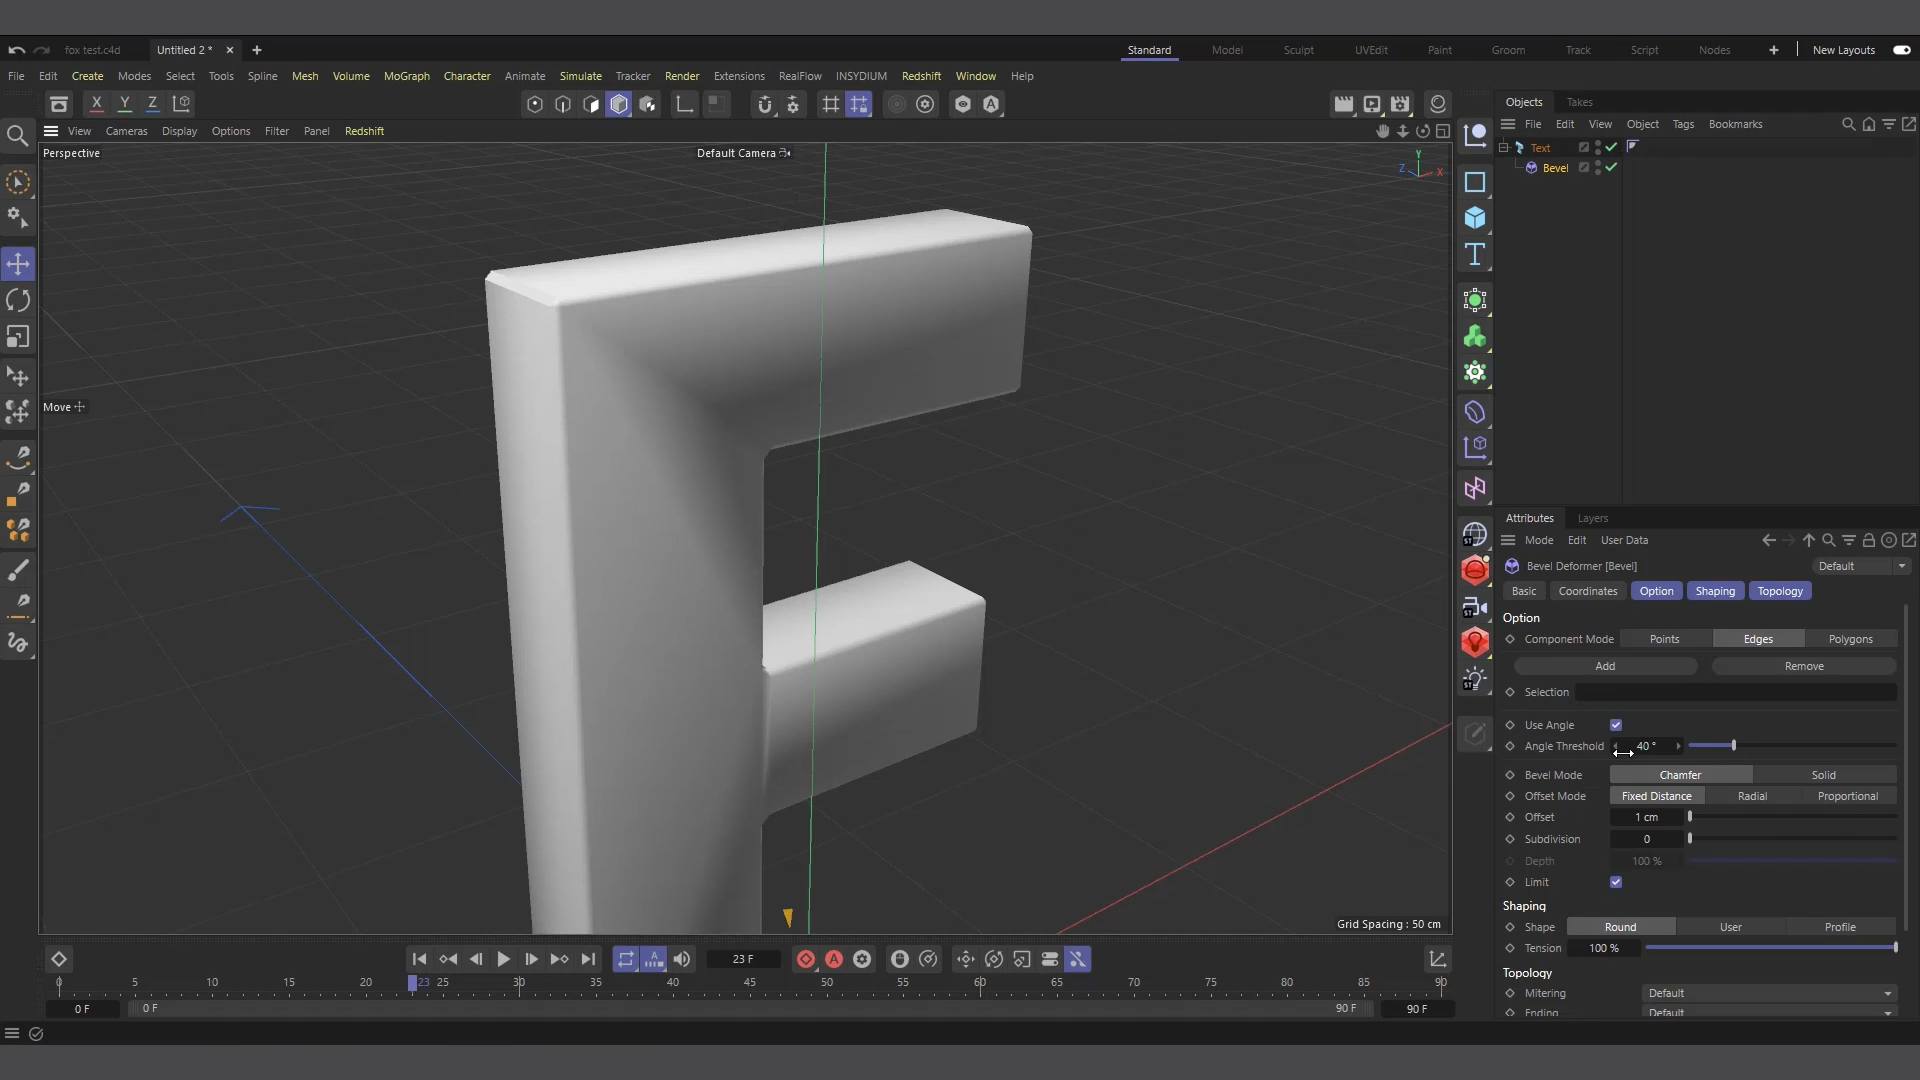 fox test.c4d Untitled 2 * Standard Model Sculpt UVEdit Paint Groom Track Script Nodes New Layouts
File Edit Create Modes Select Tools Spline Mesh Volume MoGraph Character Animate Simulate Tracker Render Extensions RealFlow INSYDIUM Redshift Window Help
X Y Z
Objects Takes
View Cameras Display Options Filter Panel Redshift
File Edit View Object Tags Bookmarks
Perspective Default Camera
Y
Z X
Text
Bevel
Move
Attributes Layers
Mode Edit User Data
Bevel Deformer [Bevel] Default
Basic Coordinates Option Shaping Topology
Option
Component Mode Points Edges Polygons
Add Remove
Selection
Use Angle
Angle Threshold 40 °
Bevel Mode Chamfer Solid
Offset Mode Fixed Distance Radial Proportional
Offset 1 cm
Subdivision 0
Depth 100 %
Limit
Shaping
Shape Round User Profile
Tension 100 %
Topology
Mitering Default
Ending Default
Grid Spacing : 50 cm
23 F
0 5 10 15 20 23 25 30 35 40 45 50 55 60 65 70 75 80 85 90
0 F 0 F 90 F 90 F